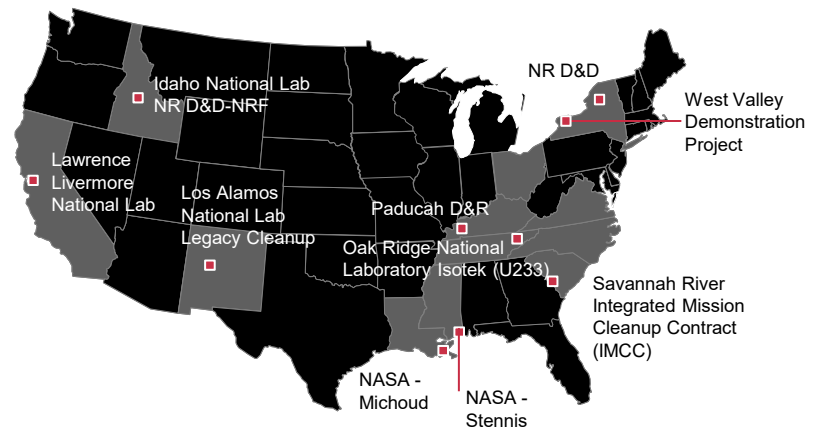 NR D&D
Idaho National Lab
NR D&D-NRF
West Valley
Demonstration
Project
Lawrence
Livermore
National Lab
Los Alamos
National Lab
Legacy Cleanup
Paducah D&R
Oak Ridge National
Laboratory Isotek (U233)
Savannah River
Integrated Mission
Cleanup Contract
(IMCC)
NASA -
Michoud
NASA -
Stennis